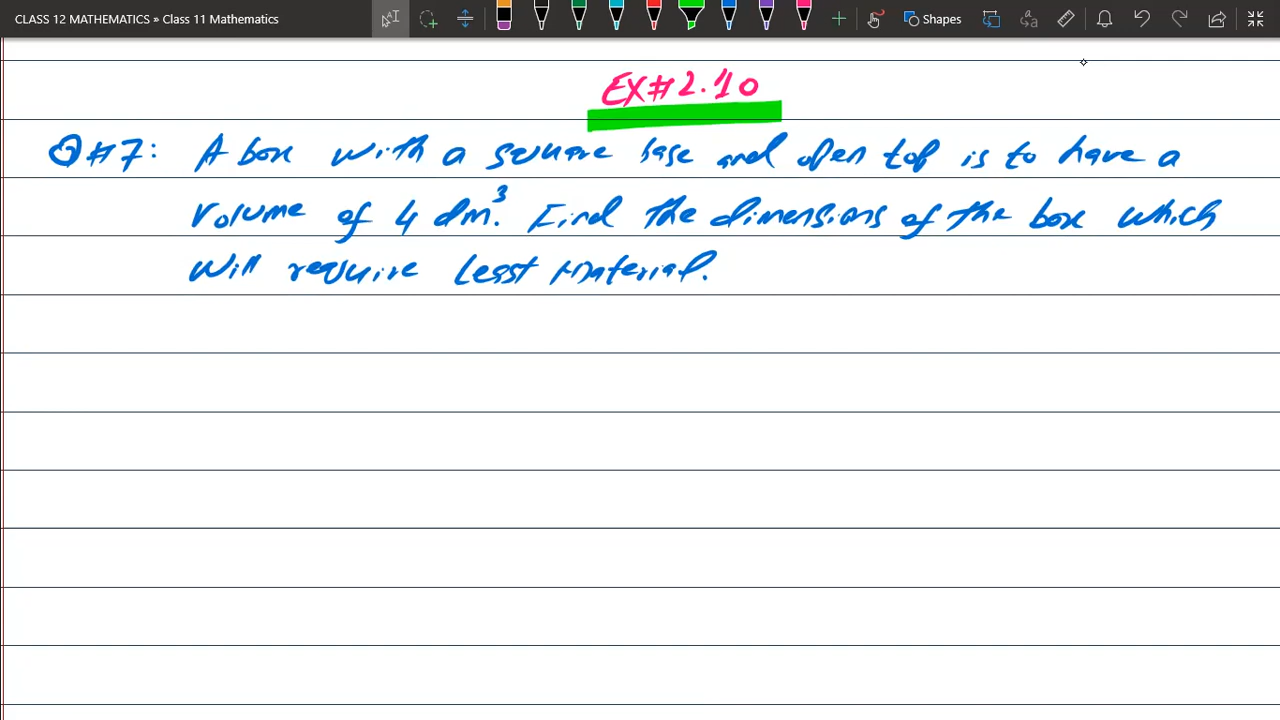 CLASS 12 MATHEMATICS » Class 11 Mathematics
Shapes
EX#2.10
Q#7: A box with a square base and open top is to have a
volume of 4 dm³. Find the dimensions of the box which
will require Least Material.